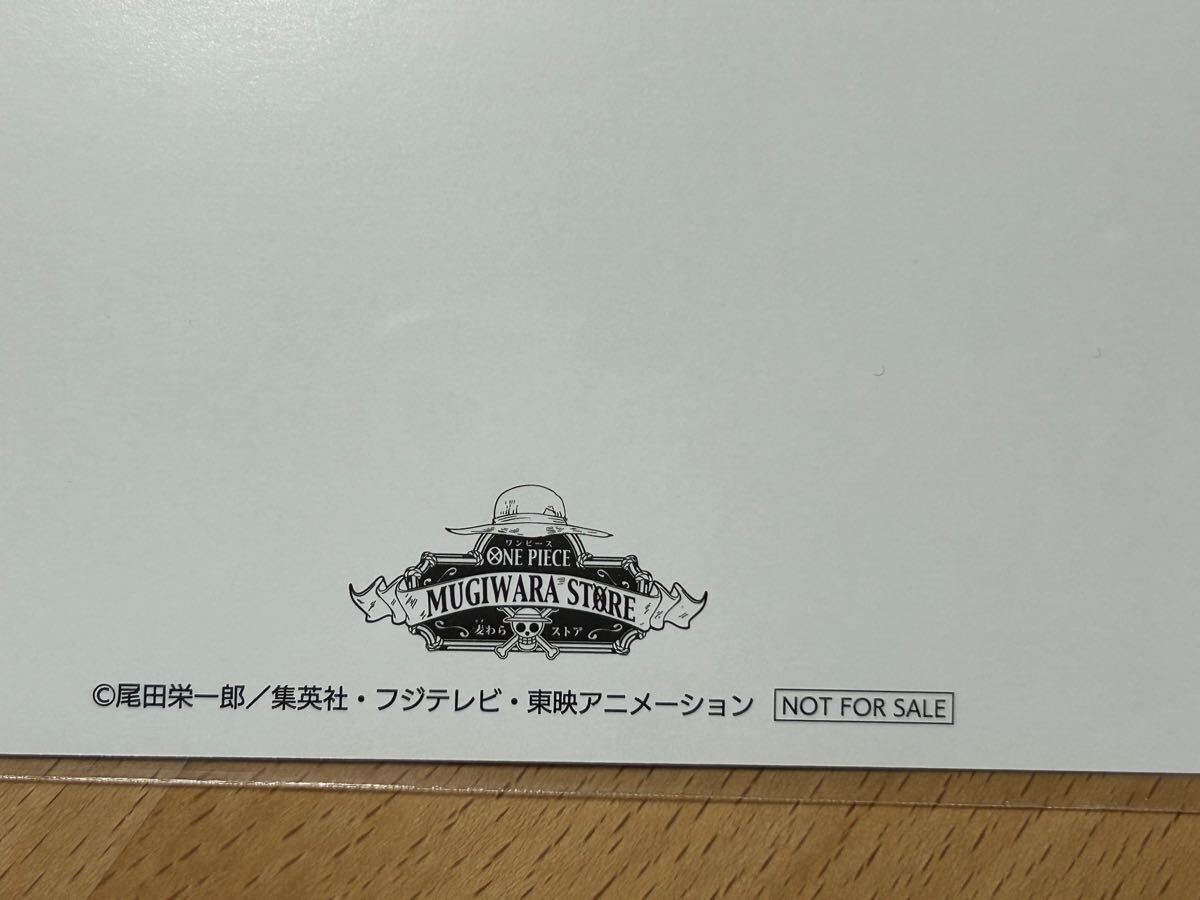 ワンピース
ONE PIECE
MUGIWARA STORE
麦わら ストア
©尾田栄一郎／集英社・フジテレビ・東映アニメーション NOT FOR SALE